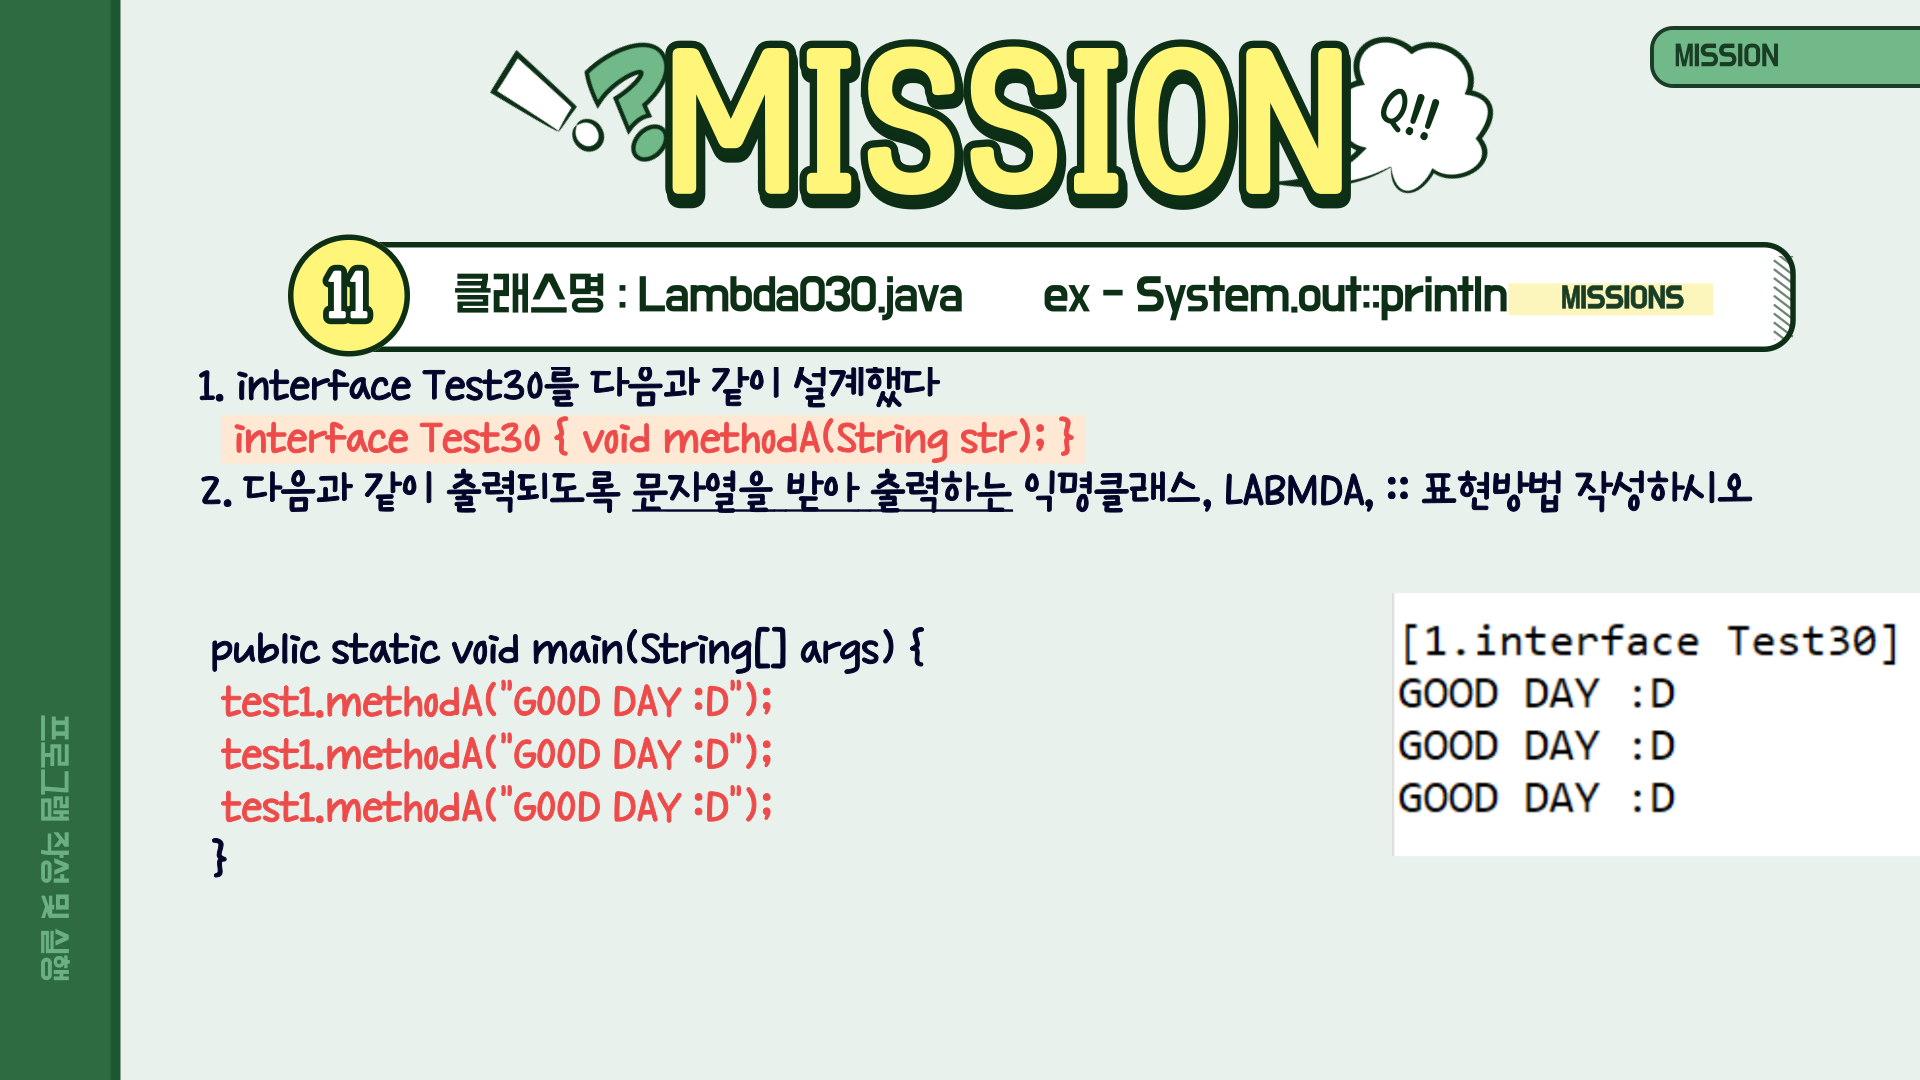 MISSION
!?
MISSION
Q!!
11
클래스명 : Lambda030.java ex - System.out::println MISSIONS
1. interface Test30를 다음과 같이 설계했다
interface Test30 { void methodA(String str); }
2. 다음과 같이 출력되도록 문자열을 받아 출력하는 익명클래스, LABMDA, :: 표현방법 작성하시오
public static void main(String[] args) {
test1.methodA("GOOD DAY :D");
test1.methodA("GOOD DAY :D");
test1.methodA("GOOD DAY :D");
}
[1.interface Test30]
GOOD DAY :D
GOOD DAY :D
GOOD DAY :D
프로그램 작성 및 실행